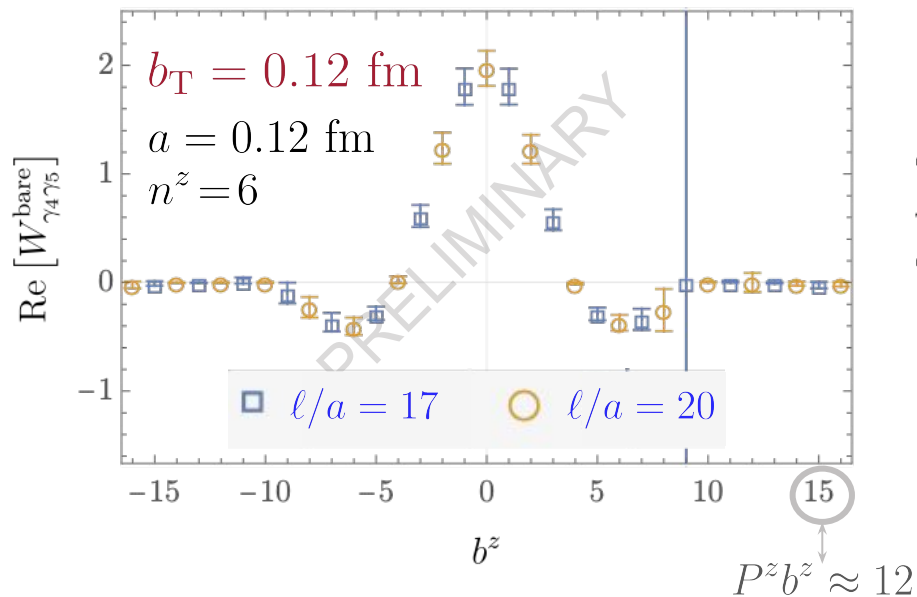 b_T = 0.12 fm
a = 0.12 fm
n^z = 6
PRELIMINARY
Re [W^bare_γ4γ5]
2
1
0
−1
ℓ/a = 17
ℓ/a = 20
−15 −10 −5 0 5 10 15
b^z
P^z b^z ≈ 12